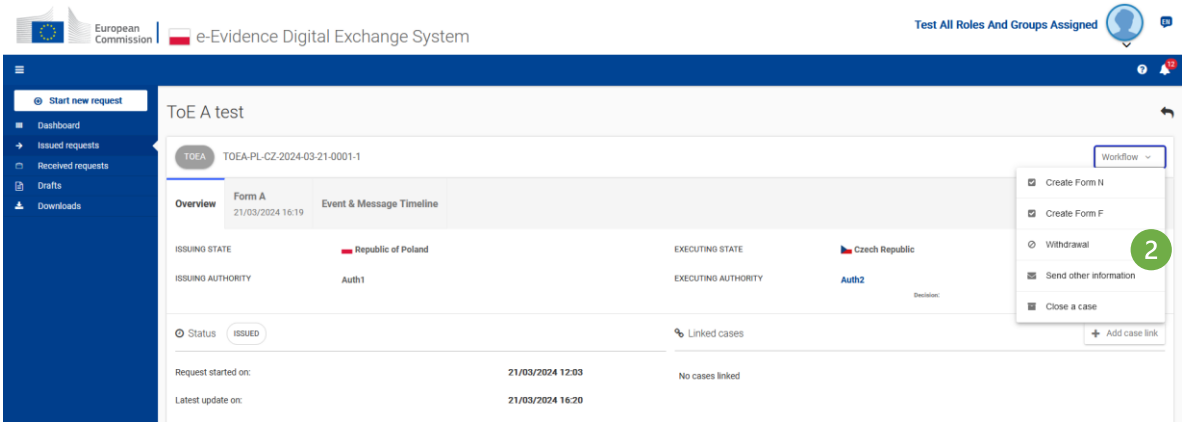 European
Commission
e-Evidence Digital Exchange System
Test All Roles And Groups Assigned
EN
12
Start new request
Dashboard
Issued requests
Received requests
Drafts
Downloads
ToE A test
TOEA
TOEA-PL-CZ-2024-03-21-0001-1
Workflow
Create Form N
Create Form F
Withdrawal
2
Send other information
Close a case
Overview
Form A
21/03/2024 16:19
Event & Message Timeline
ISSUING STATE
Republic of Poland
EXECUTING STATE
Czech Republic
ISSUING AUTHORITY
Auth1
EXECUTING AUTHORITY
Auth2
Decision:
Status
ISSUED
Linked cases
Add case link
Request started on:
21/03/2024 12:03
No cases linked
Latest update on:
21/03/2024 16:20